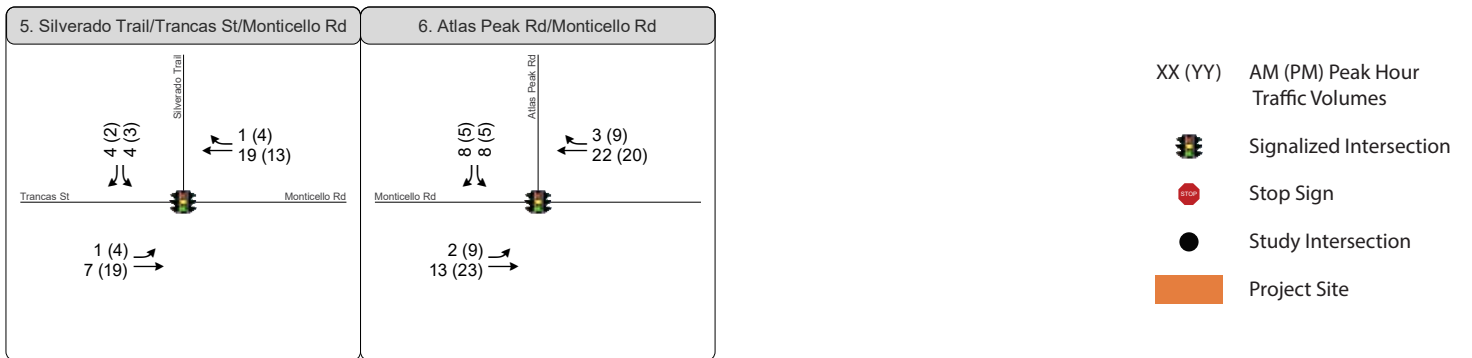 5. Silverado Trail/Trancas St/Monticello Rd
Silverado Trail
4 (2)
4 (3)
1 (4)
19 (13)
Trancas St
Monticello Rd
1 (4)
7 (19)
6. Atlas Peak Rd/Monticello Rd
Atlas Peak Rd
8 (5)
8 (5)
3 (9)
22 (20)
Monticello Rd
2 (9)
13 (23)
XX (YY) AM (PM) Peak Hour
Traffic Volumes
Signalized Intersection
STOP Stop Sign
Study Intersection
Project Site